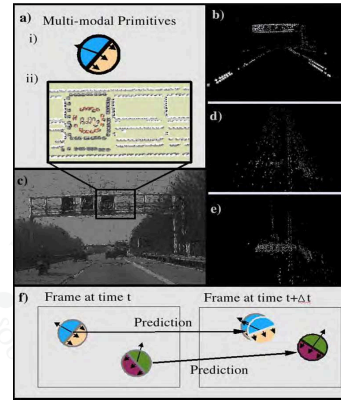 a) Multi-modal Primitives
i)
ii)
b)
c)
d)
e)
f) Frame at time t
Frame at time t+Δt
Prediction
Prediction